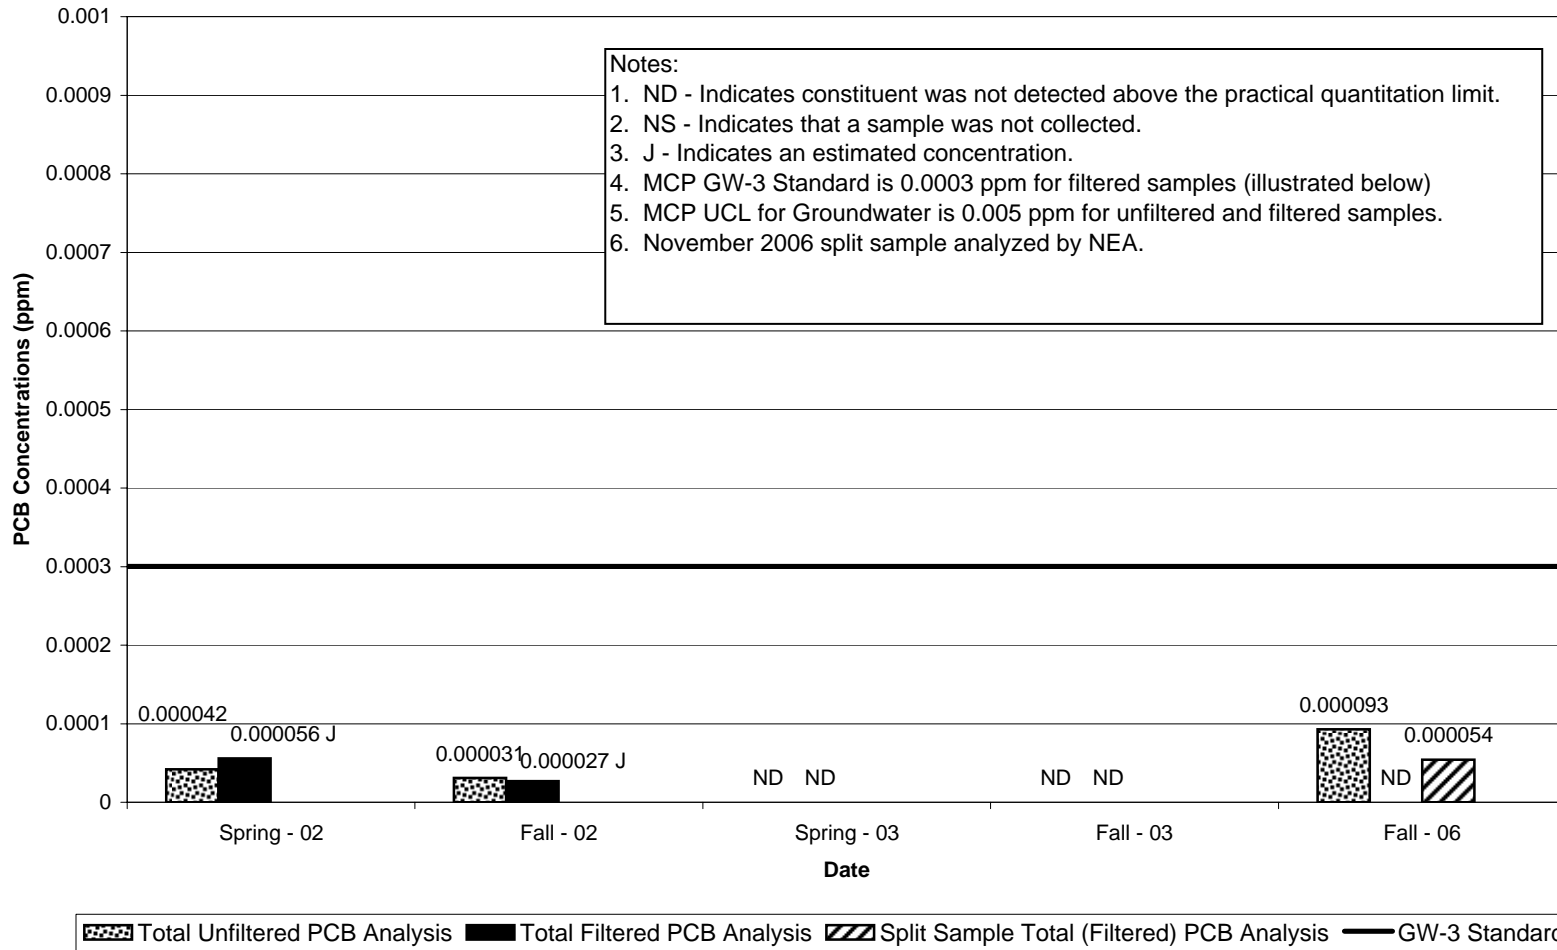 0.001
0.0009
0.0008
0.0007
0.0006
0.0005
0.0004
0.0003
0.0002
0.0001
0
PCB Concentrations (ppm)
Notes:
1. ND - Indicates constituent was not detected above the practical quantitation limit.
2. NS - Indicates that a sample was not collected.
3. J - Indicates an estimated concentration.
4. MCP GW-3 Standard is 0.0003 ppm for filtered samples (illustrated below)
5. MCP UCL for Groundwater is 0.005 ppm for unfiltered and filtered samples.
6. November 2006 split sample analyzed by NEA.
0.000042
0.000056 J
0.000031
0.000027 J
ND ND
ND ND
0.000093
ND
0.000054
Spring - 02
Fall - 02
Spring - 03
Fall - 03
Fall - 06
Date
Total Unfiltered PCB Analysis
Total Filtered PCB Analysis
Split Sample Total (Filtered) PCB Analysis
GW-3 Standard